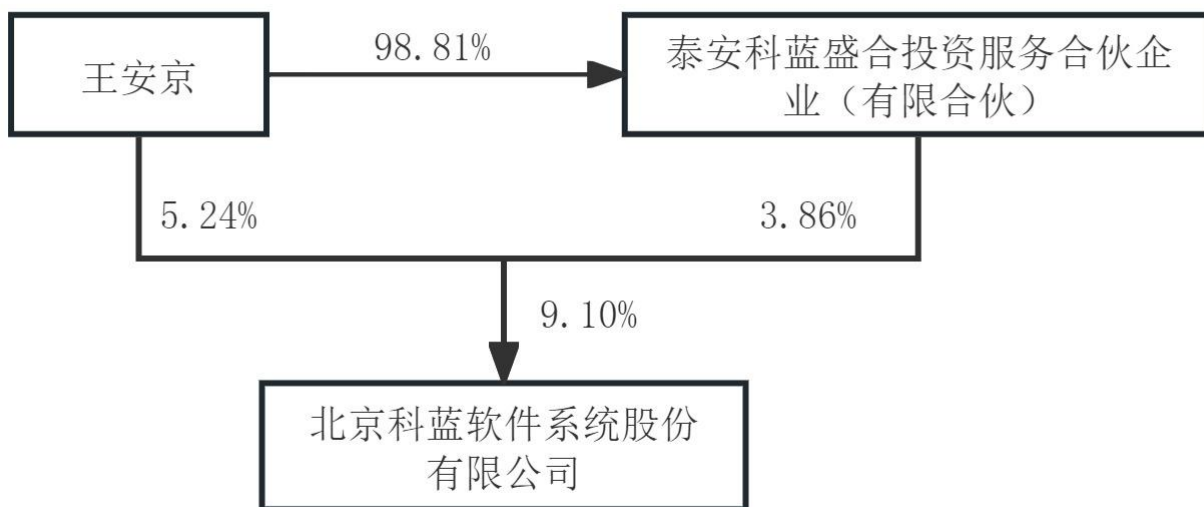 王安京
98.81%
泰安科蓝盛合投资服务合伙企
业（有限合伙）
5.24%
3.86%
9.10%
北京科蓝软件系统股份
有限公司